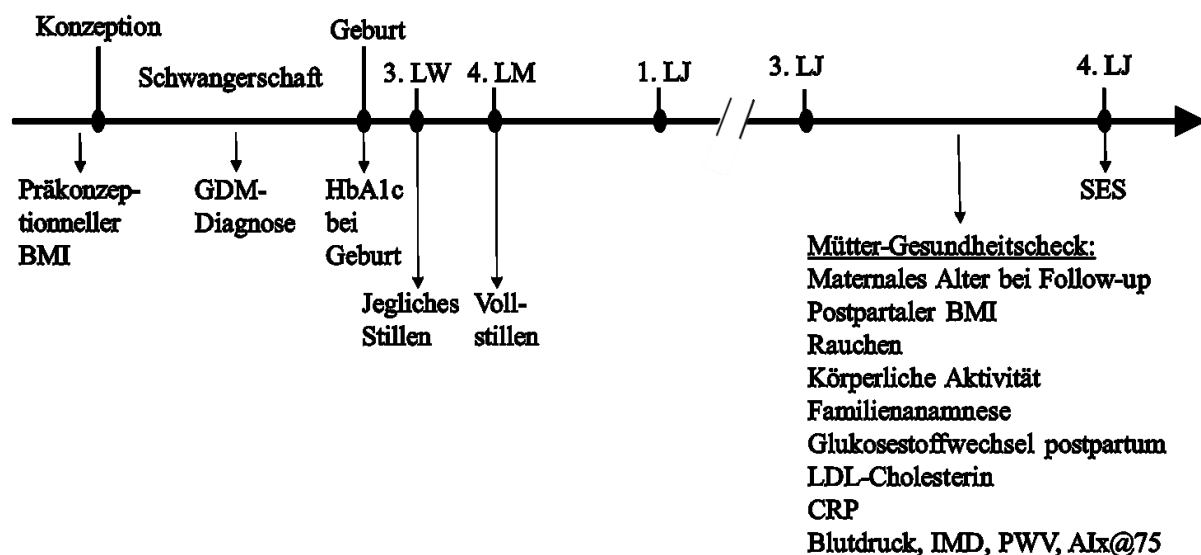 Konzeption
Geburt
Schwangerschaft
3. LW
4. LM
1. LJ
3. LJ
4. LJ
Präkonzep-
tionneller
BMI
GDM-
Diagnose
HbA1c
bei
Geburt
Jegliches
Stillen
Voll-
stillen
SES
Mütter-Gesundheitscheck:
Maternales Alter bei Follow-up
Postpartaler BMI
Rauchen
Körperliche Aktivität
Familienanamnese
Glukosestoffwechsel postpartum
LDL-Cholesterin
CRP
Blutdruck, IMD, PWV, AIx@75